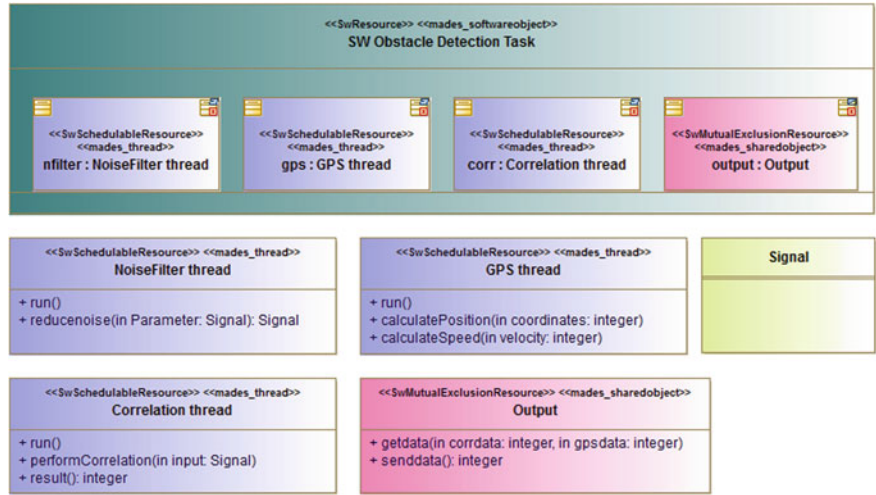 <<SwResource>> <<mades_softwareobject>>
SW Obstacle Detection Task
<<SwSchedulableResource>>
<<mades_thread>>
nfilter : NoiseFilter thread
<<SwSchedulableResource>>
<<mades_thread>>
gps : GPS thread
<<SwSchedulableResource>>
<<mades_thread>>
corr : Correlation thread
<<SwMutualExclusionResource>>
<<mades_sharedobject>>
output : Output
<<SwSchedulableResource>> <<mades_thread>>
NoiseFilter thread
+ run()
+ reducenoise(in Parameter: Signal): Signal
<<SwSchedulableResource>> <<mades_thread>>
GPS thread
+ run()
+ calculatePosition(in coordinates: integer)
+ calculateSpeed(in velocity: integer)
Signal
<<SwSchedulableResource>> <<mades_thread>>
Correlation thread
+ run()
+ performCorrelation(in input: Signal)
+ result(): integer
<<SwMutualExclusionResource>> <<mades_sharedobject>>
Output
+ getdata(in corrdata: integer, in gpsdata: integer)
+ senddata(): integer